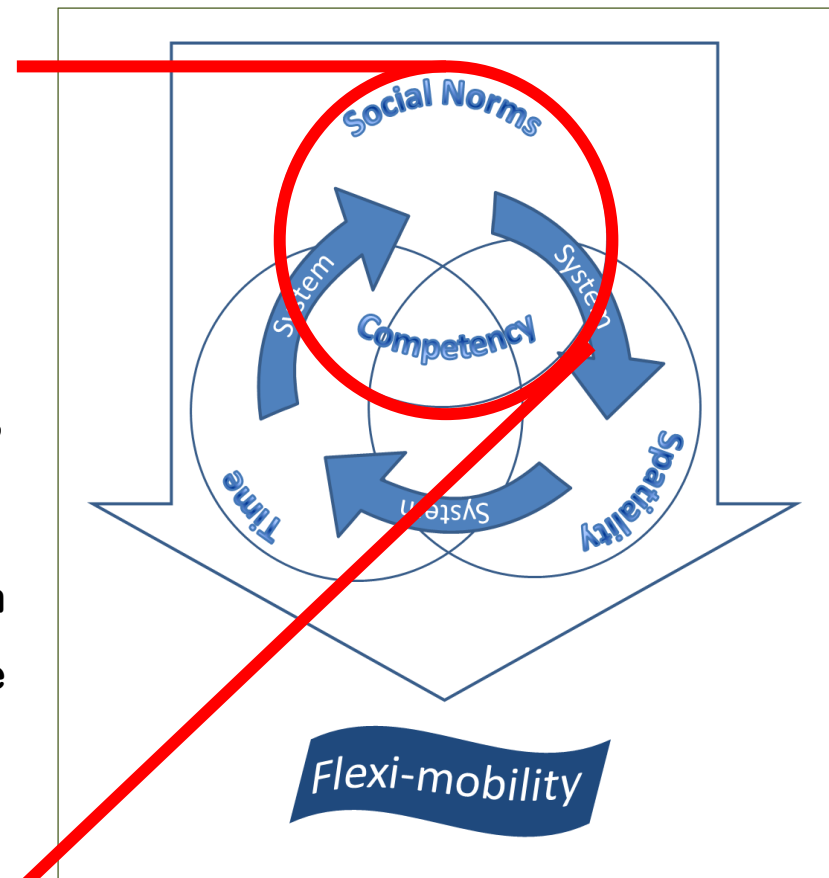 Social Norms
System
System
Competency
,
Time
Spatiality
System
n
e
Flexi-mobility